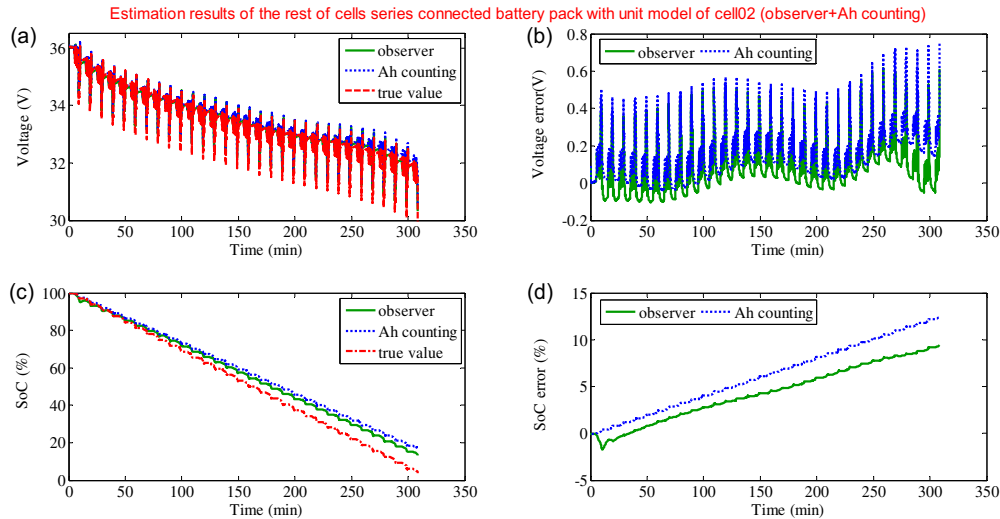 Estimation results of the rest of cells series connected battery pack with unit model of cell02 (observer+Ah counting)
(a)
36
34
32
30
0 50 100 150 200 250 300 350
Voltage (V)
Time (min)
observer
Ah counting
true value
(b)
0.8
0.6
0.4
0.2
0
-0.2
0 50 100 150 200 250 300 350
Voltage error(V)
Time (min)
observer Ah counting
(c)
100
80
60
40
20
0
0 50 100 150 200 250 300 350
SoC (%)
Time (min)
observer
Ah counting
true value
(d)
15
10
5
0
-5
0 50 100 150 200 250 300 350
SoC error (%)
Time (min)
observer Ah counting